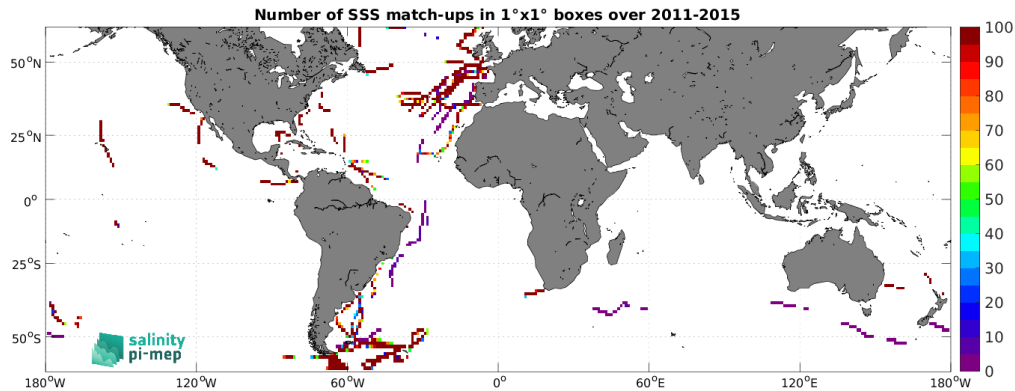 Number of SSS match-ups in 1°x1° boxes over 2011-2015
100
90
80
70
60
50
40
30
20
10
0
50°N
25°N
0°
25°S
50°S
salinity
pi-mep
180°W 120°W 60°W 0° 60°E 120°E 180°W